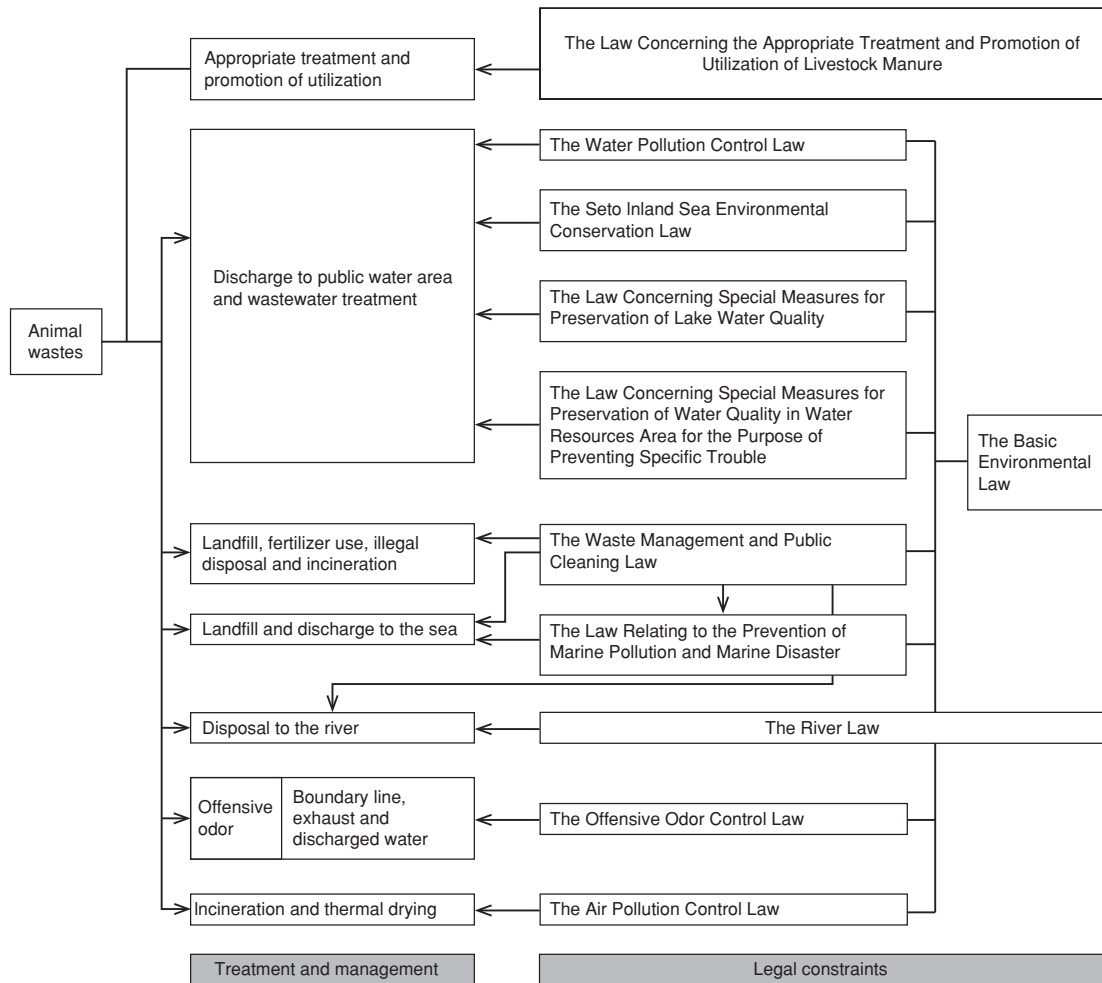 Appropriate treatment and
promotion of utilization
The Law Concerning the Appropriate Treatment and Promotion of
Utilization of Livestock Manure
The Water Pollution Control Law
The Seto Inland Sea Environmental
Conservation Law
Discharge to public water area
and wastewater treatment
The Law Concerning Special Measures for
Preservation of Lake Water Quality
Animal
wastes
The Law Concerning Special Measures for
Preservation of Water Quality in Water
Resources Area for the Purpose of
Preventing Specific Trouble
The Basic
Environmental
Law
Landfill, fertilizer use, illegal
disposal and incineration
The Waste Management and Public
Cleaning Law
Landfill and discharge to the sea
The Law Relating to the Prevention of
Marine Pollution and Marine Disaster
Disposal to the river
The River Law
Offensive
odor
Boundary line,
exhaust and
discharged water
The Offensive Odor Control Law
Incineration and thermal drying
The Air Pollution Control Law
Treatment and management
Legal constraints